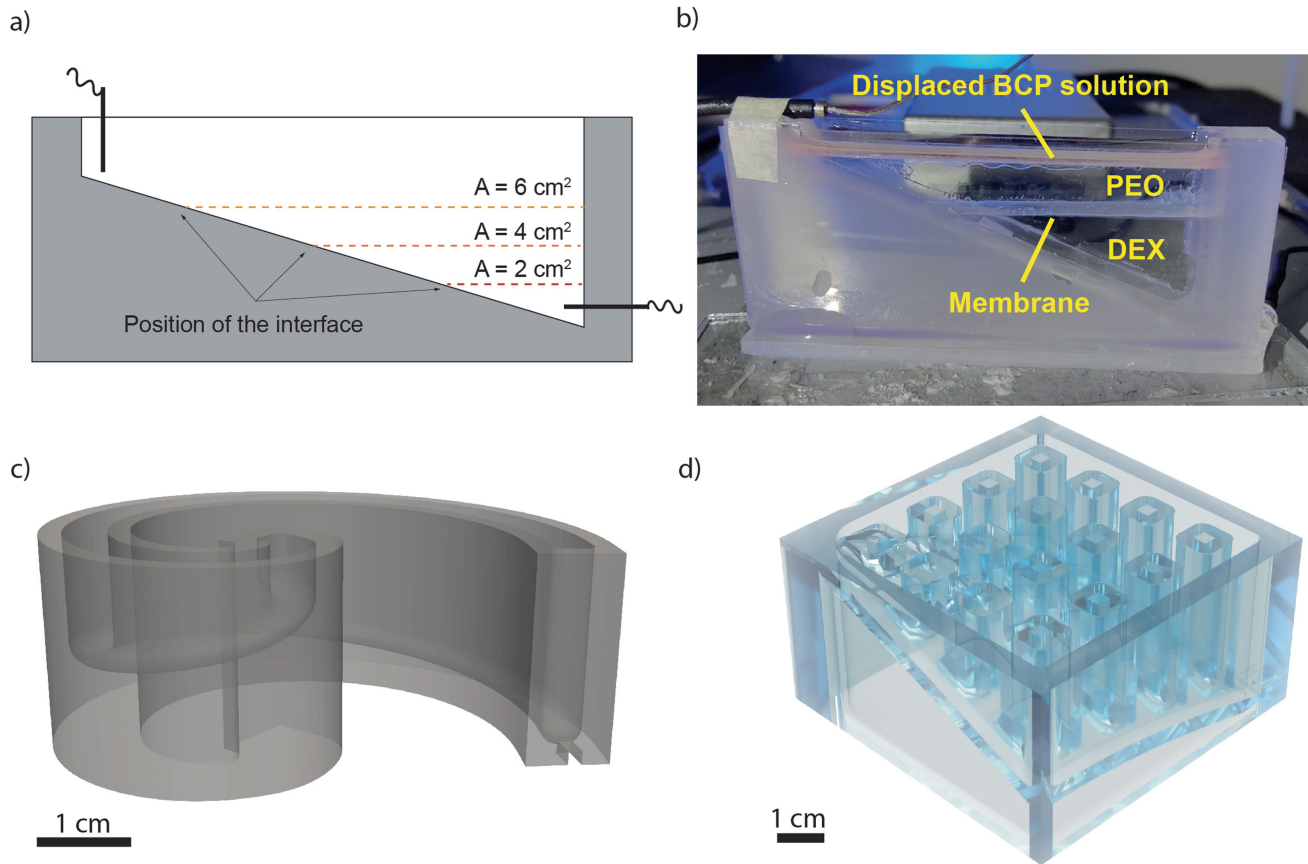 a)
A = 6 cm²
A = 4 cm²
A = 2 cm²
Position of the interface
b)
Displaced BCP solution
PEO
DEX
Membrane
c)
1 cm
d)
1 cm